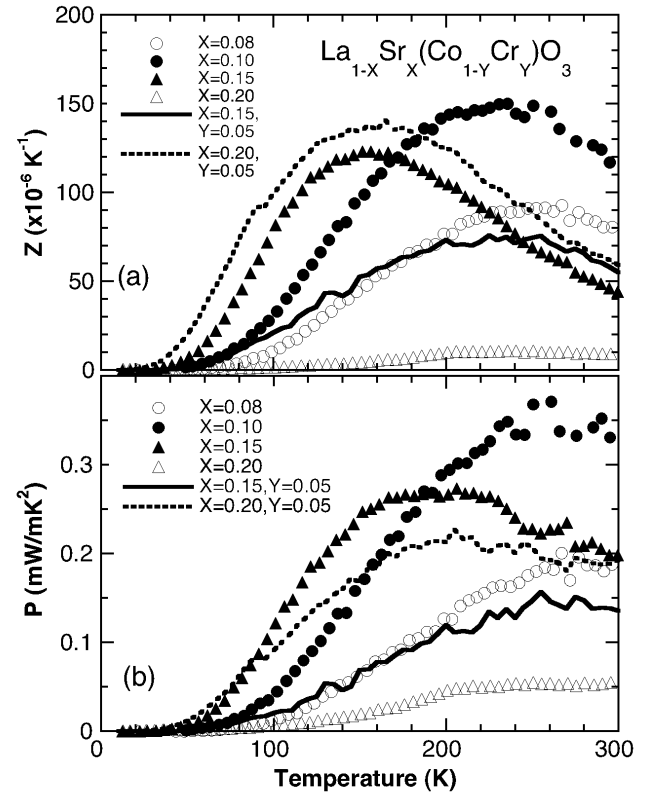 200
La1-XSrX(Co1-YCrY)O3
X=0.08
X=0.10
X=0.15
X=0.20
X=0.15,
Y=0.05
X=0.20,
Y=0.05
150
100
50
0
Z (x10-6 K-1)
(a)
X=0.08
X=0.10
X=0.15
X=0.20
X=0.15,Y=0.05
X=0.20,Y=0.05
0.3
0.2
0.1
0
P (mW/mK2)
(b)
0 100 200 300
Temperature (K)